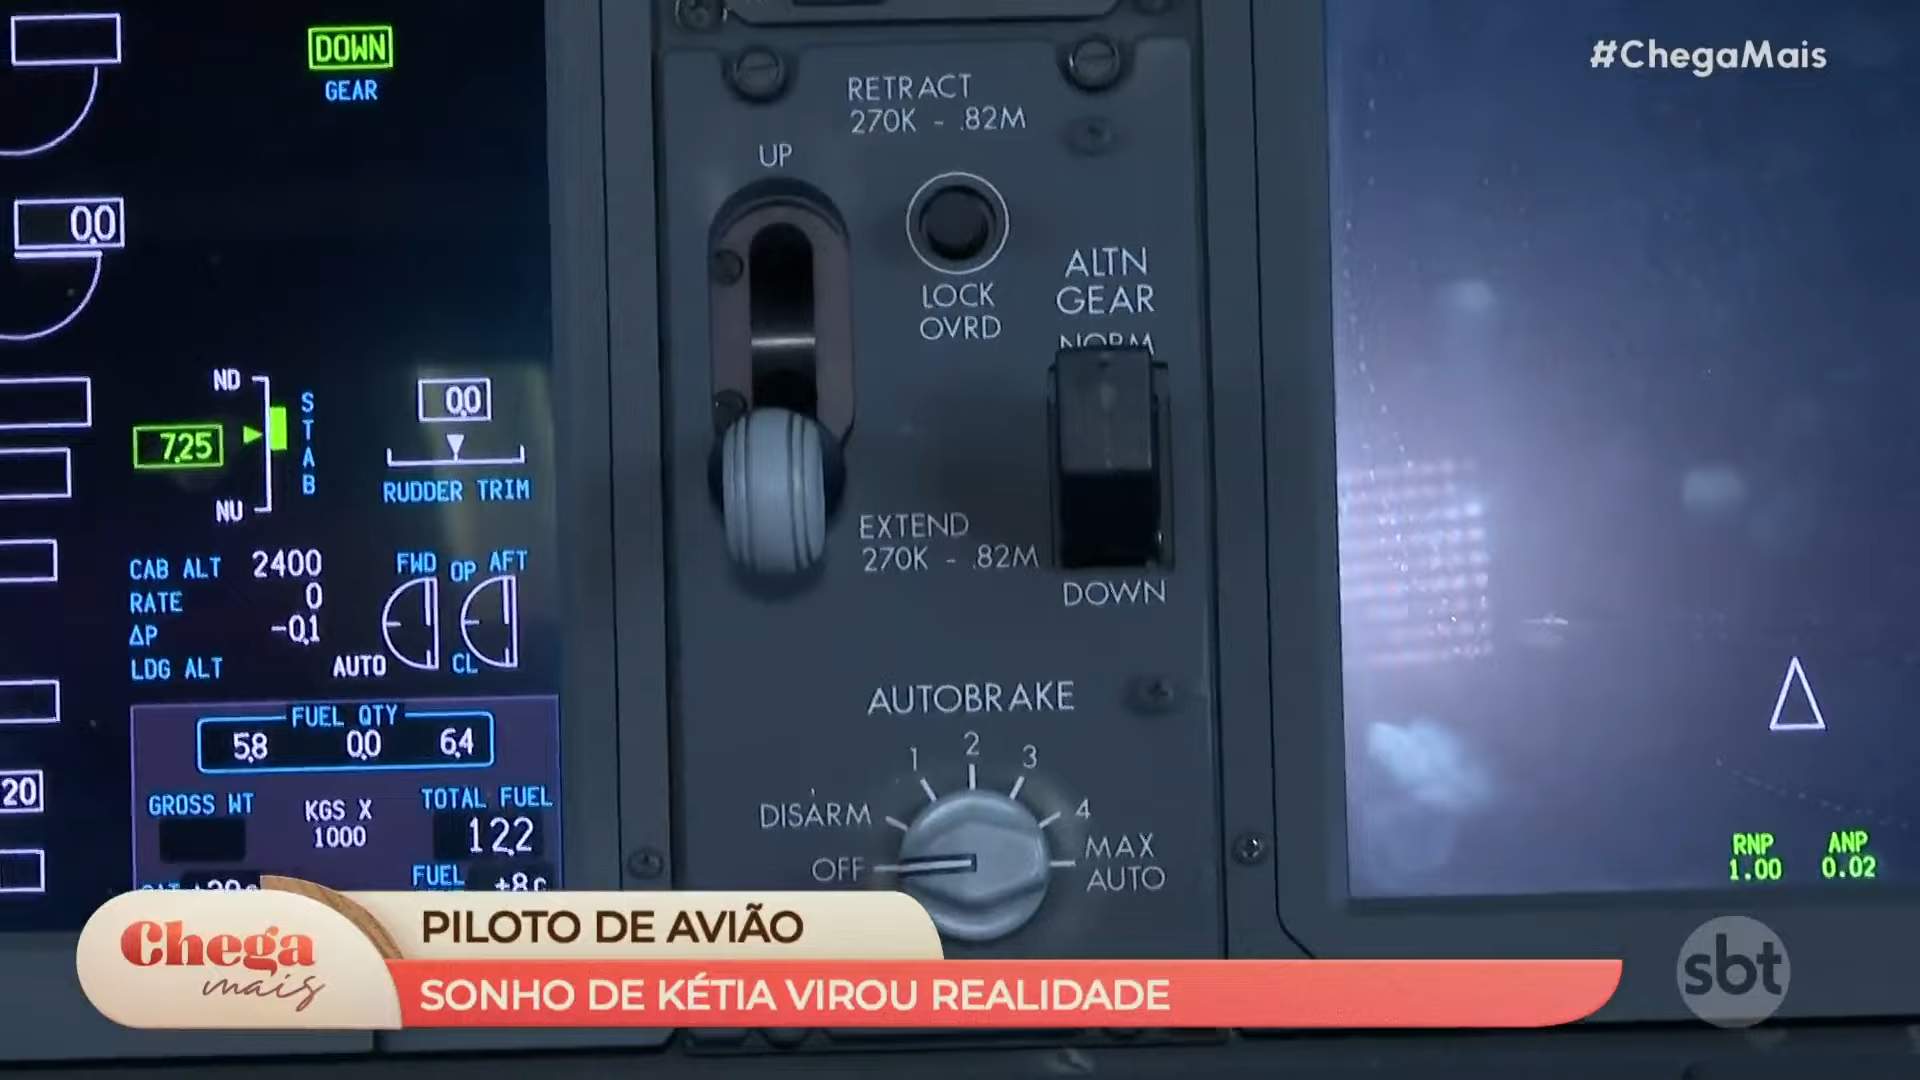 DOWN
GEAR
0.0
ND
7.25
NU
STAB
0.0
RUDDER TRIM
CAB ALT 2400
RATE 0
ΔP -0.1
LDG ALT AUTO
FWD OP AFT
CL
FUEL QTY
5.8 0.0 6.4
GROSS WT
KGS X
1000
TOTAL FUEL
12.2
FUEL
+8c
20
RETRACT
270K - .82M
UP
LOCK
OVRD
ALTN
GEAR
NORM
EXTEND
270K - .82M
DOWN
AUTOBRAKE
1 2 3 4
DISARM
OFF
MAX
AUTO
#ChegaMais
RNP
1.00
ANP
0.02
Chega
mais
PILOTO DE AVIÃO
SONHO DE KÉTIA VIROU REALIDADE
sbt